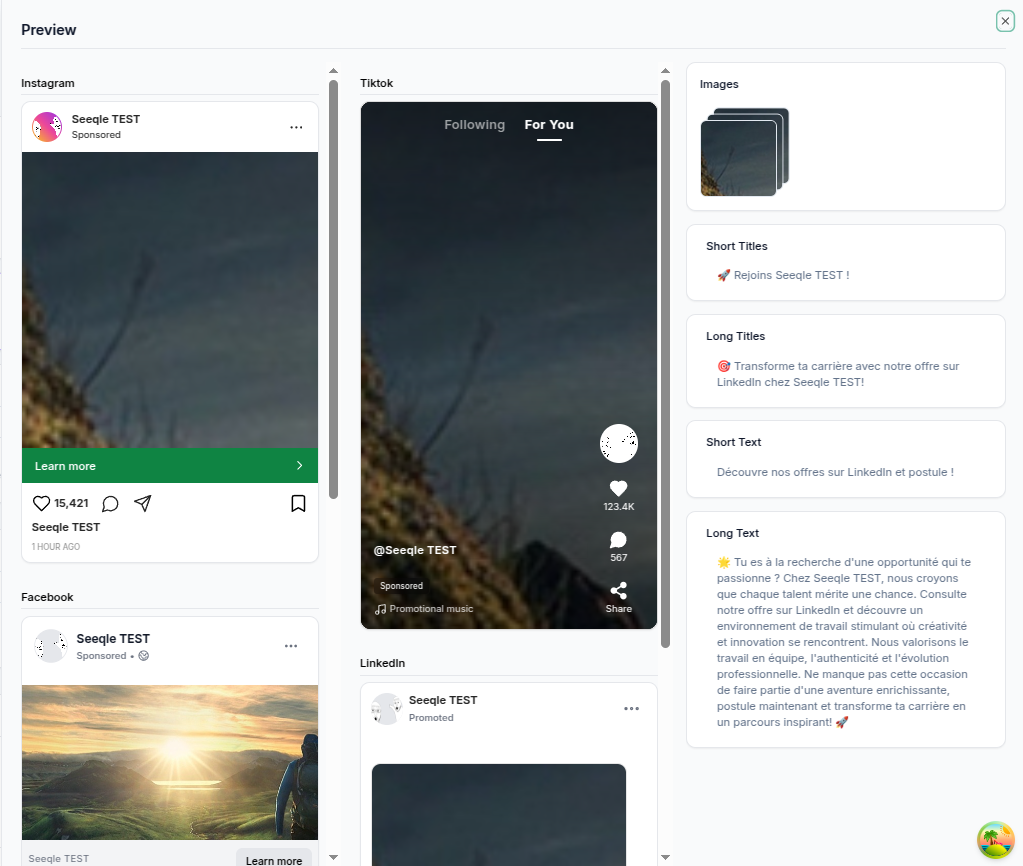 Preview
Instagram
Seeqle TEST
Sponsored
Learn more
15,421
Seeqle TEST
1 HOUR AGO
Facebook
Seeqle TEST
Sponsored •
Seeqle TEST
Learn more
Tiktok
Following For You
123.4K
567
Share
@Seeqle TEST
Sponsored
Promotional music
LinkedIn
Seeqle TEST
Promoted
Images
Short Titles
🚀 Rejoins Seeqle TEST !
Long Titles
🎯 Transforme ta carrière avec notre offre sur
LinkedIn chez Seeqle TEST!
Short Text
Découvre nos offres sur LinkedIn et postule !
Long Text
🌟 Tu es à la recherche d'une opportunité qui te
passionne ? Chez Seeqle TEST, nous croyons
que chaque talent mérite une chance. Consulte
notre offre sur LinkedIn et découvre un
environnement de travail stimulant où créativité
et innovation se rencontrent. Nous valorisons le
travail en équipe, l'authenticité et l'évolution
professionnelle. Ne manque pas cette occasion
de faire partie d'une aventure enrichissante,
postule maintenant et transforme ta carrière en
un parcours inspirant! 🚀